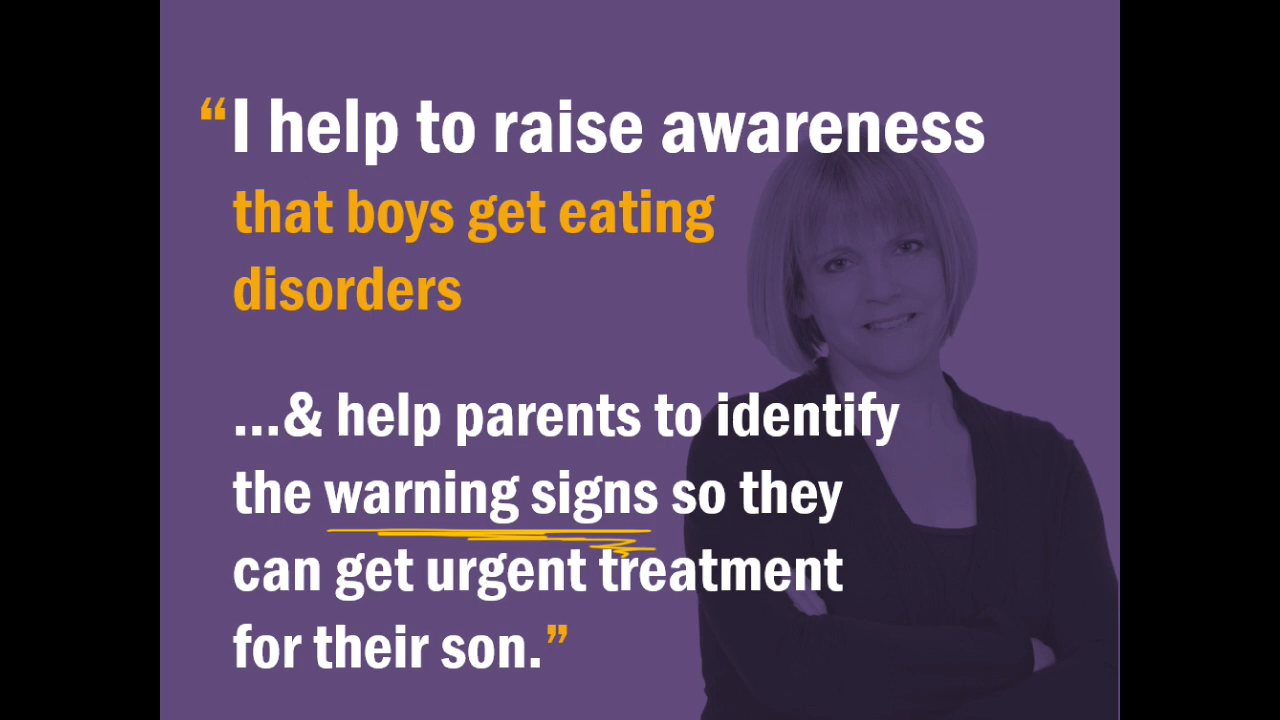 “I help to raise awareness
that boys get eating
disorders
...& help parents to identify
the warning signs so they
can get urgent treatment
for their son.”